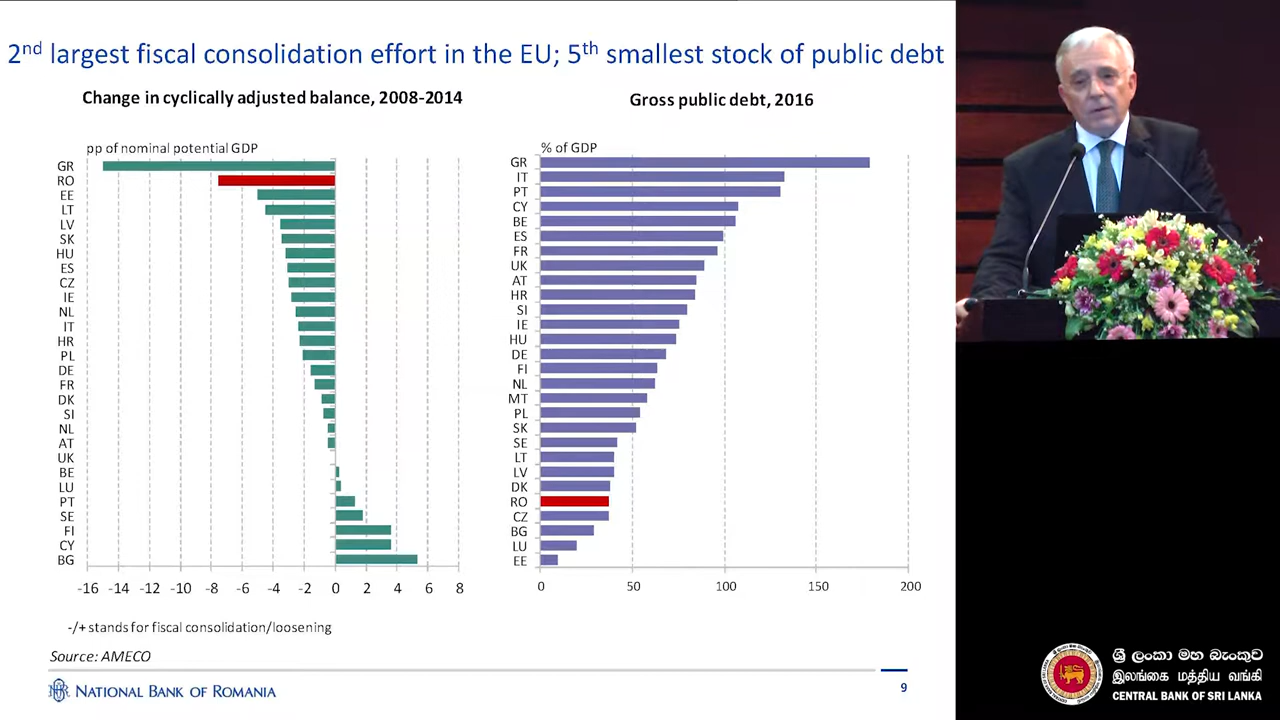 2nd largest fiscal consolidation effort in the EU; 5th smallest stock of public debt
Change in cyclically adjusted balance, 2008-2014
pp of nominal potential GDP
GR
RO
EE
LT
LV
SK
HU
ES
CZ
IE
NL
IT
HR
PL
DE
FR
DK
SI
NL
AT
UK
BE
LU
PT
SE
FI
CY
BG
-16 -14 -12 -10 -8 -6 -4 -2 0 2 4 6 8
-/+ stands for fiscal consolidation/loosening
Gross public debt, 2016
% of GDP
GR
IT
PT
CY
BE
ES
FR
UK
AT
HR
SI
IE
HU
DE
FI
NL
MT
PL
SK
SE
LT
LV
DK
RO
CZ
BG
LU
EE
0 50 100 150 200
Source: AMECO
NATIONAL BANK OF ROMANIA
9
ශ්‍රී ලංකා මහ බැංකුව
இலங்கை மத்திய வங்கி
CENTRAL BANK OF SRI LANKA